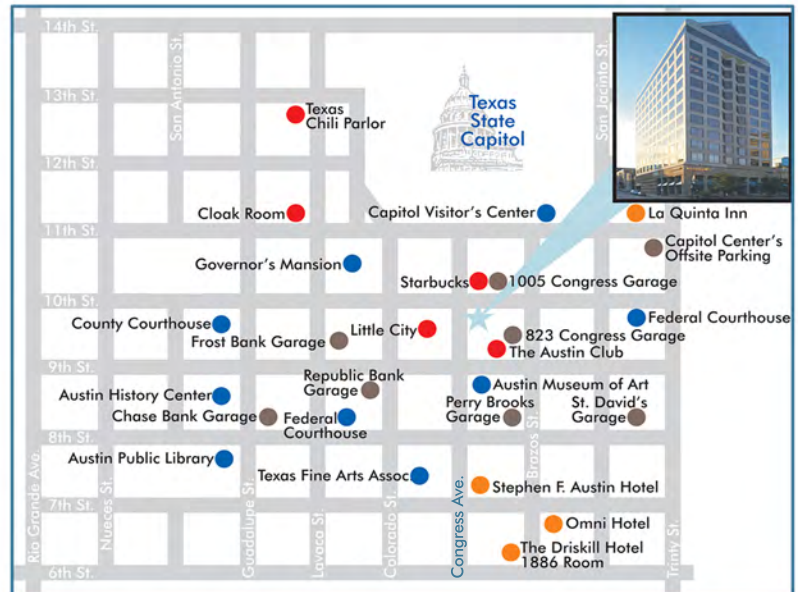 14th St.
San Antonio St.
San Jacinto St.
13th St.
Texas
Chili Parlor
Texas
State
Capitol
12th St.
Cloak Room
Capitol Visitor's Center
La Quinta Inn
11th St.
Capitol Center's
Offsite Parking
Governor's Mansion
Starbucks
1005 Congress Garage
10th St.
County Courthouse
Little City
Federal Courthouse
Frost Bank Garage
823 Congress Garage
The Austin Club
9th St.
Republic Bank
Garage
Austin Museum of Art
Austin History Center
Perry Brooks
Garage
St. David's
Garage
Chase Bank Garage
Federal
Courthouse
8th St.
Austin Public Library
Texas Fine Arts Assoc.
Stephen F. Austin Hotel
7th St.
Omni Hotel
The Driskill Hotel
1886 Room
6th St.
Rio Grande Ave.
Nueces St.
Guadalupe St.
Lavaca St.
Colorado St.
Congress Ave.
Brazos St.
Trinty St.